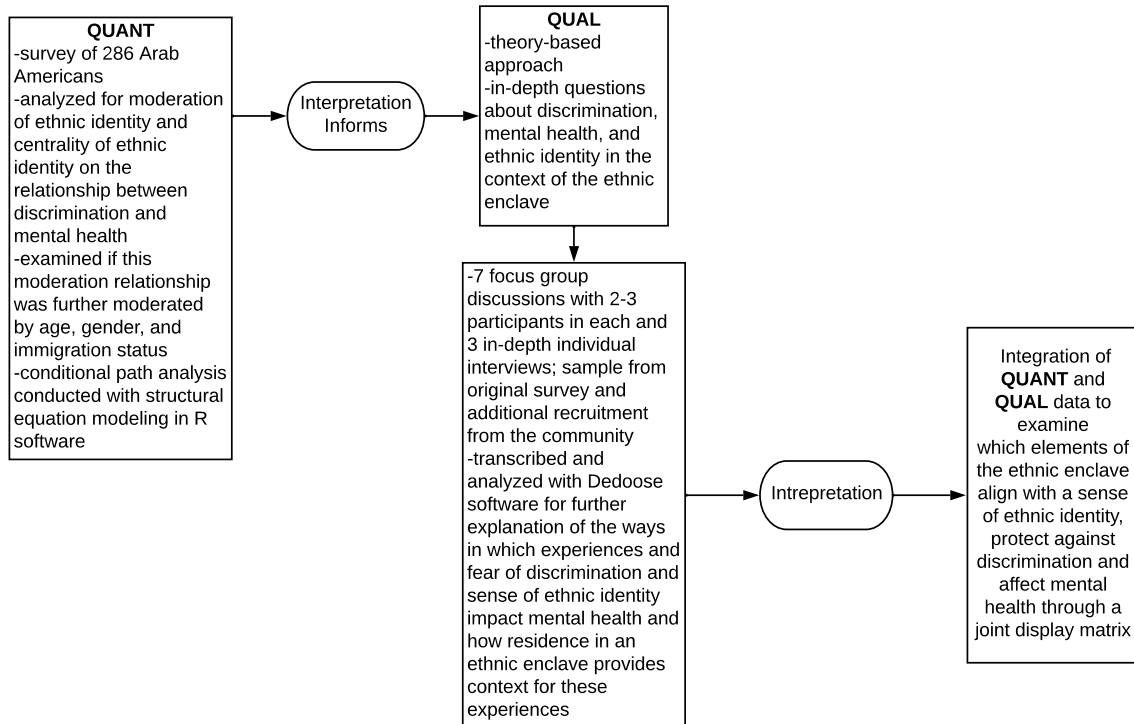 QUANT
-survey of 286 Arab
Americans
-analyzed for moderation
of ethnic identity and
centrality of ethnic
identity on the
relationship between
discrimination and
mental health
-examined if this
moderation relationship
was further moderated
by age, gender, and
immigration status
-conditional path analysis
conducted with structural
equation modeling in R
software
Interpretation
Informs
QUAL
-theory-based
approach
-in-depth questions
about discrimination,
mental health, and
ethnic identity in the
context of the ethnic
enclave
-7 focus group
discussions with 2-3
participants in each and
3 in-depth individual
interviews; sample from
original survey and
additional recruitment
from the community
-transcribed and
analyzed with Dedoose
software for further
explanation of the ways
in which experiences and
fear of discrimination and
sense of ethnic identity
impact mental health and
how residence in an
ethnic enclave provides
context for these
experiences
Intrepretation
Integration of
QUANT and
QUAL data to
examine
which elements of
the ethnic enclave
align with a sense
of ethnic identity,
protect against
discrimination and
affect mental
health through a
joint display matrix